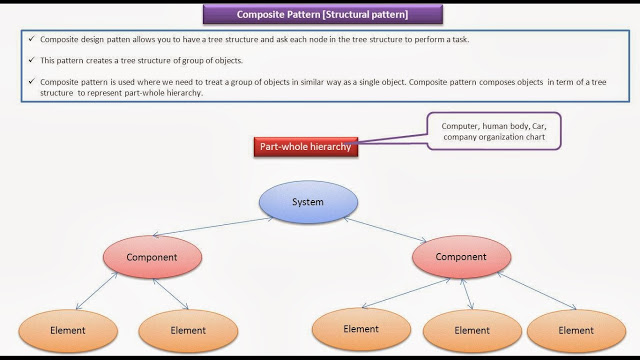 Composite Pattern [Structural pattern]
✓ Composite design patten allows you to have a tree structure and ask each node in the tree structure to perform a task.
✓ This pattern creates a tree structure of group of objects.
✓ Composite pattern is used where we need to treat a group of objects in similar way as a single object. Composite pattern composes objects in term of a tree
structure to represent part-whole hierarchy.
Computer, human body, Car,
company organization chart
Part-whole hierarchy
System
Component
Component
Element
Element
Element
Element
Element